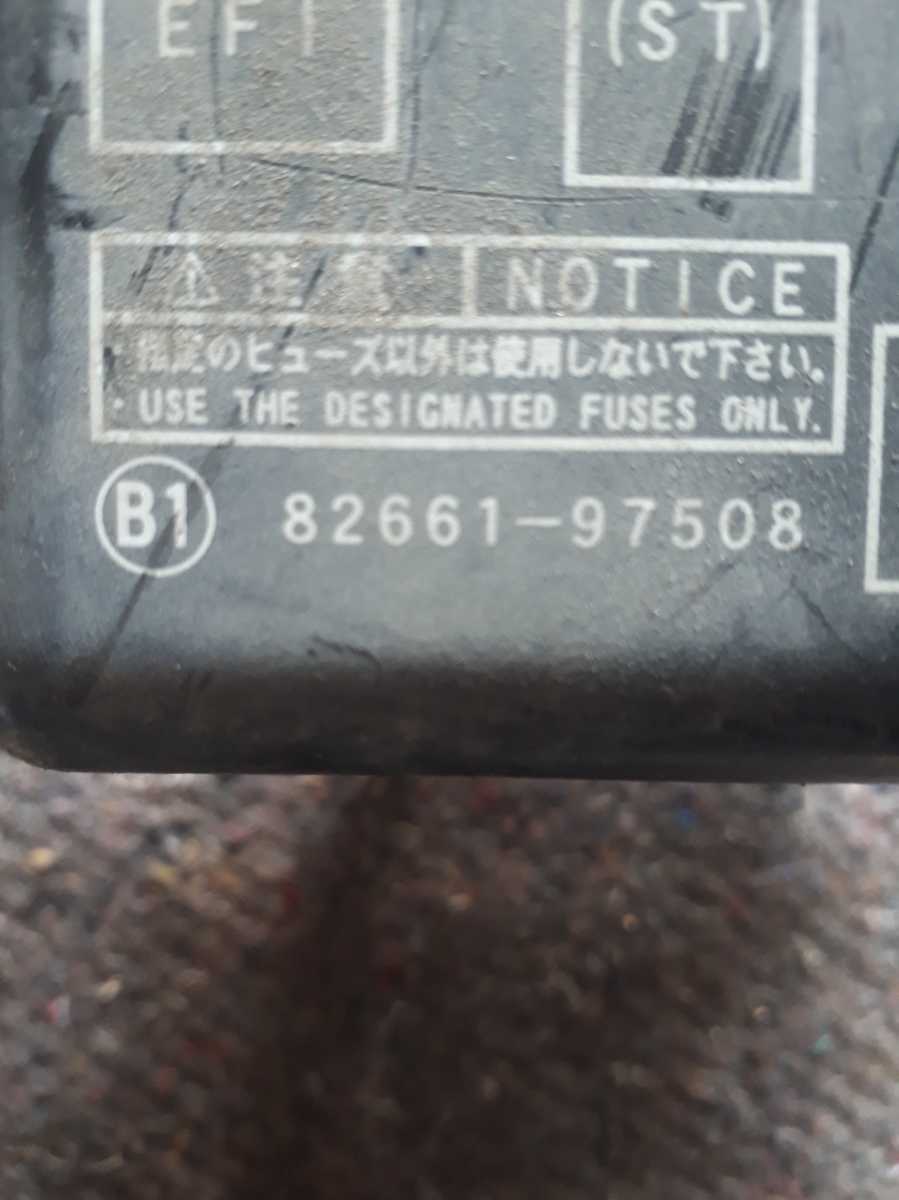 EFI
(ST)
⚠ 注意 NOTICE
・指定のヒューズ以外は使用しないで下さい。
・USE THE DESIGNATED FUSES ONLY.
B1 82661-97508